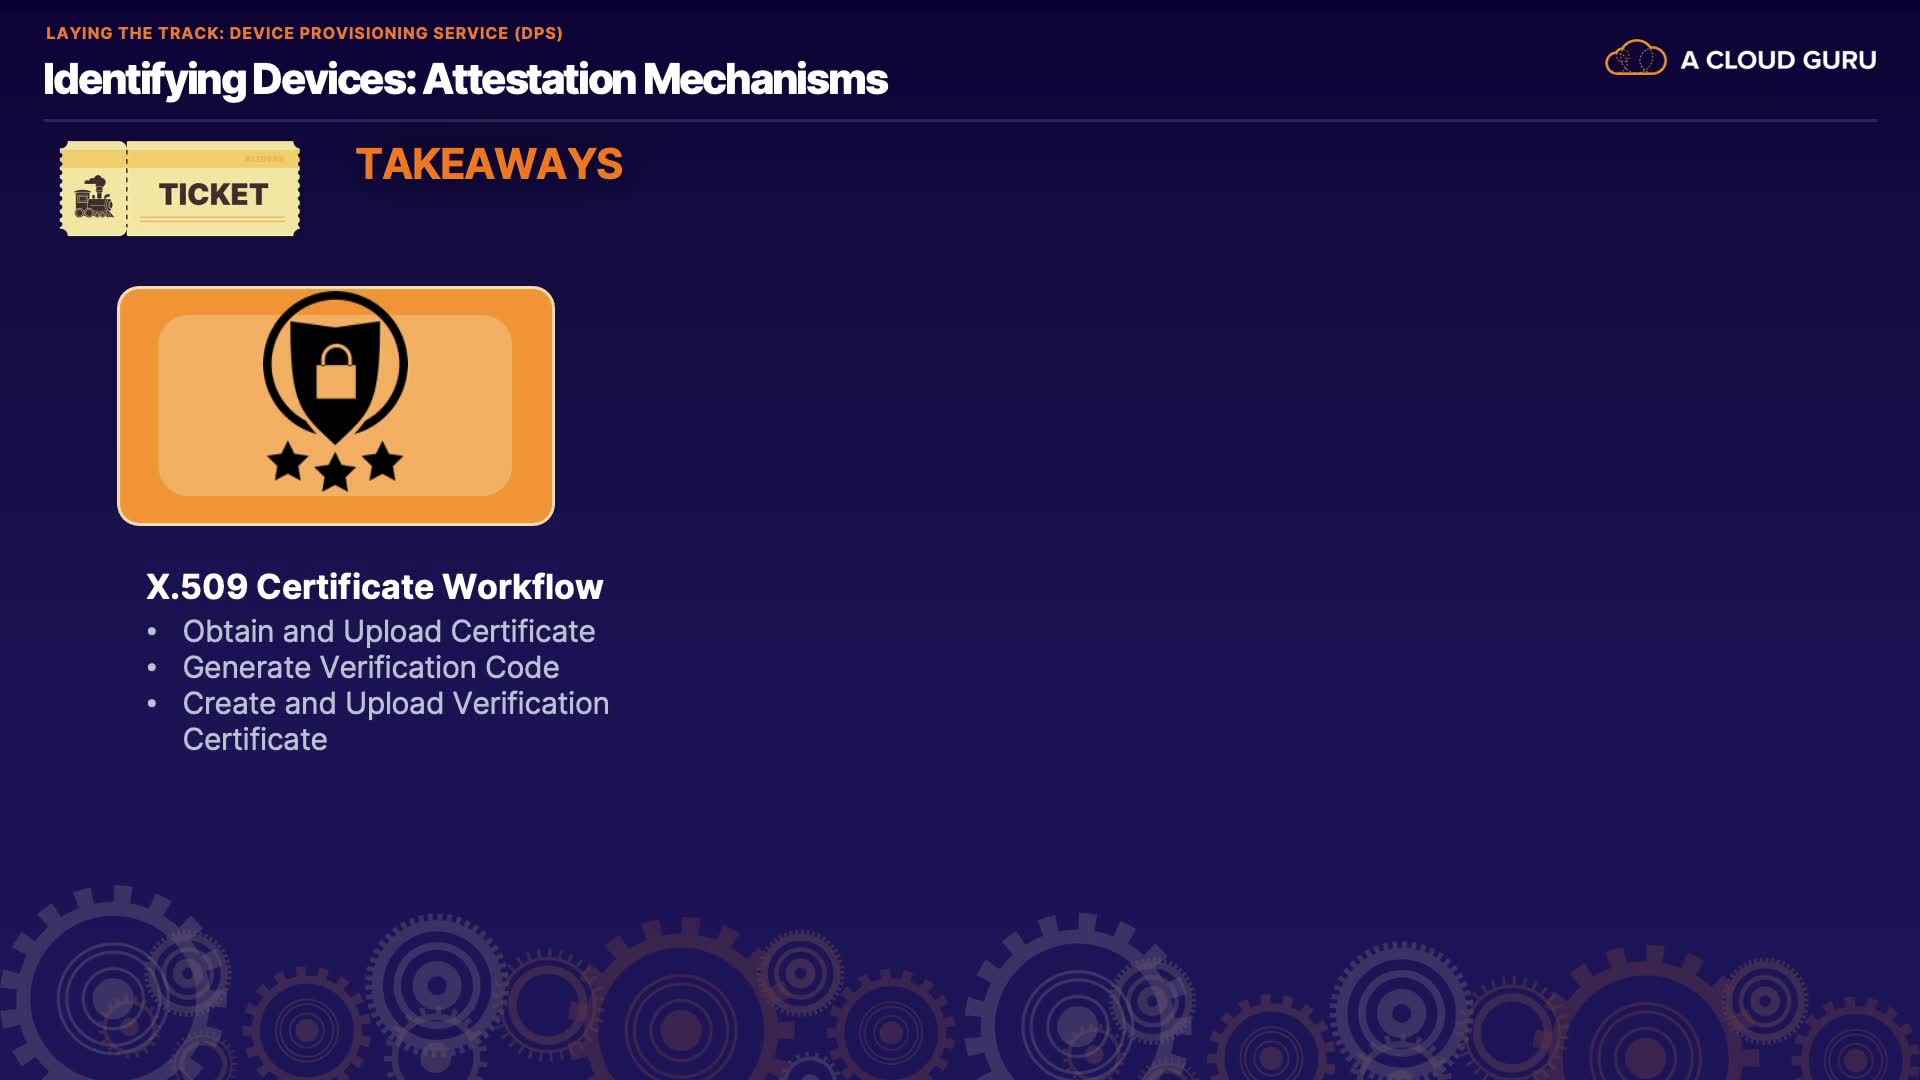 LAYING THE TRACK: DEVICE PROVISIONING SERVICE (DPS)
Identifying Devices: Attestation Mechanisms
A CLOUD GURU
TICKET
TAKEAWAYS
X.509 Certificate Workflow
• Obtain and Upload Certificate
• Generate Verification Code
• Create and Upload Verification
Certificate